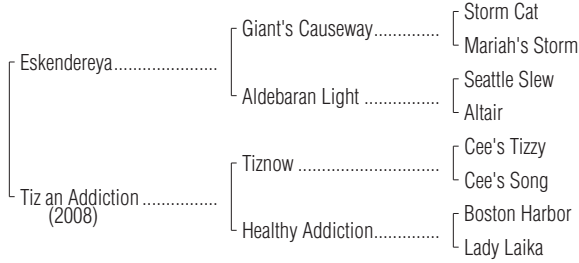 Storm Cat
Giant's Causeway..............
Mariah's Storm
Eskendereya......................
Seattle Slew
Aldebaran Light ................
Altair
Cee's Tizzy
Tiznow ..............................
Cee's Song
Tiz an Addiction ................
(2008)
Boston Harbor
Healthy Addiction..............
Lady Laika